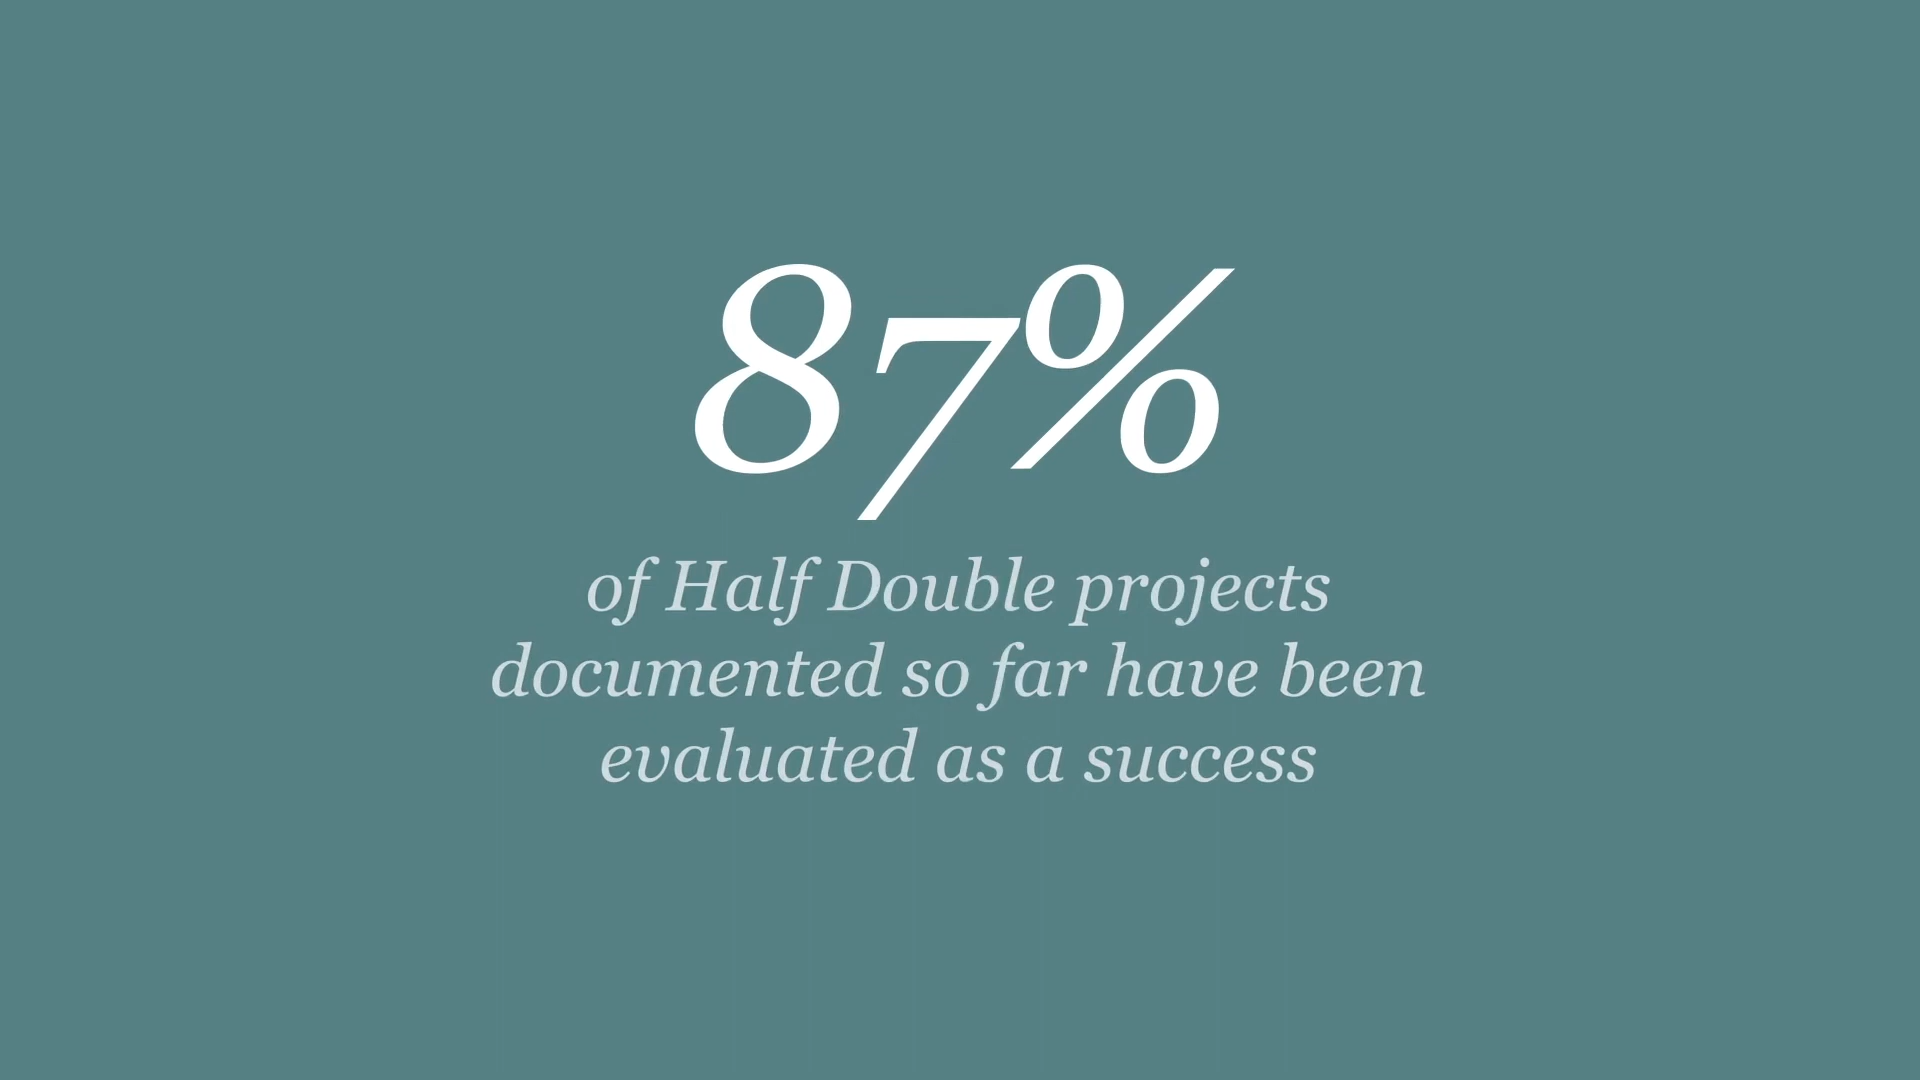 87%
of Half Double projects
documented so far have been
evaluated as a success